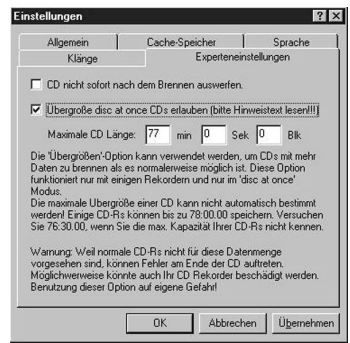 Einstellungen
Allgemein Cache-Speicher Sprache
Klänge Experteneinstellungen
CD nicht sofort nach dem Brennen auswerfen.
Übergroße disc at once CDs erlauben (bitte Hinweistext lesen!!!)
Maximale CD Länge: 77 min 0 Sek 0 Blk
Die 'Übergrößen'-Option kann verwendet werden, um CDs mit mehr
Daten zu brennen als es normalerweise möglich ist. Diese Option
funktioniert nur mit einigen Rekordern und nur im 'disc at once'
Modus.
Die maximale Ubergröße einer CD kann nicht automatisch bestimmt
werden! Einige CD-Rs können bis zu 78:00.00 speichern. Versuchen
Sie 76:30.00, wenn Sie die max. Kapazität Ihrer CD-Rs nicht kennen.
Warnung: Weil normale CD-Rs nicht für diese Datenmenge
vorgesehen sind, können Fehler am Ende der CD auftreten.
Möglichwerweise könnte auch Ihr CD Rekorder beschädigt werden.
Benutzung dieser Option auf eigene Gefahr!
OK Abbrechen Übernehmen